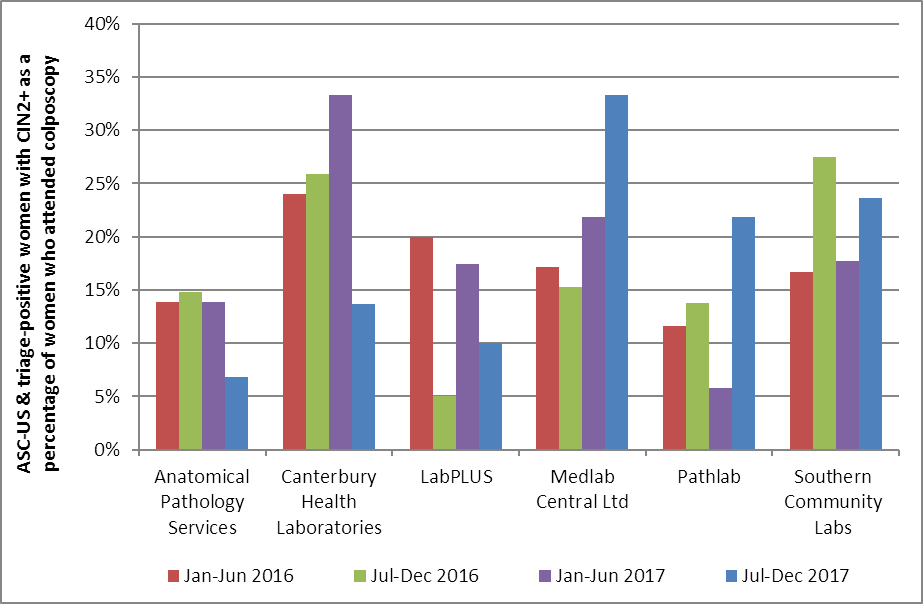 ASC-US & triage-positive women with CIN2+ as a
percentage of women who attended colposcopy
40%
35%
30%
25%
20%
15%
10%
5%
0%
Anatomical
Pathology
Services
Canterbury
Health
Laboratories
LabPLUS
Medlab
Central Ltd
Pathlab
Southern
Community
Labs
Jan-Jun 2016
Jul-Dec 2016
Jan-Jun 2017
Jul-Dec 2017